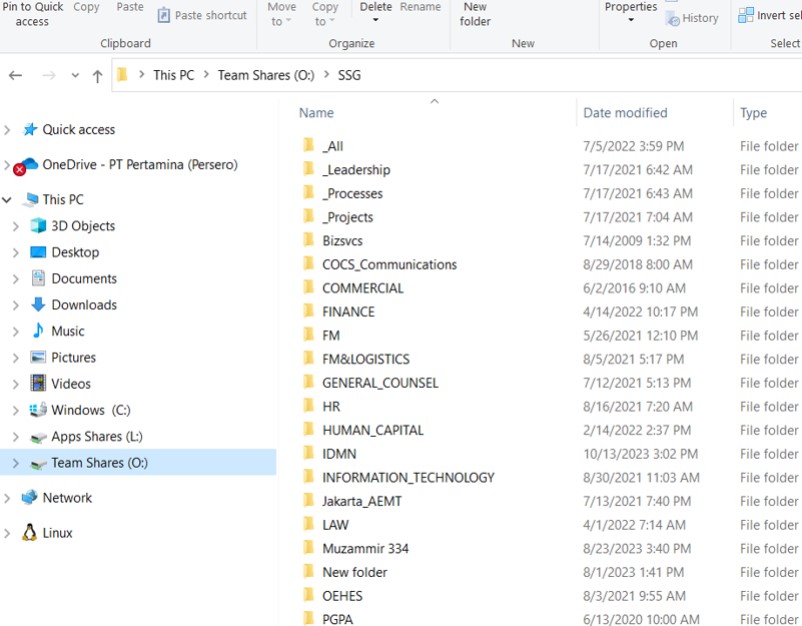 Pin to Quick access
Copy
Paste
Paste shortcut
Move to
Copy to
Delete
Rename
New folder
Properties
History
Invert sel
Clipboard
Organize
New
Open
Select
This PC > Team Shares (O:) > SSG
Quick access
OneDrive - PT Pertamina (Persero)
This PC
3D Objects
Desktop
Documents
Downloads
Music
Pictures
Videos
Windows (C:)
Apps Shares (L:)
Team Shares (O:)
Network
Linux
Name Date modified Type
_All 7/5/2022 3:59 PM File folder
_Leadership 7/17/2021 6:42 AM File folder
_Processes 7/17/2021 6:43 AM File folder
_Projects 7/17/2021 7:04 AM File folder
Bizsvcs 7/14/2009 1:32 PM File folder
COCS_Communications 8/29/2018 8:00 AM File folder
COMMERCIAL 6/2/2016 9:10 AM File folder
FINANCE 4/14/2022 10:17 PM File folder
FM 5/26/2021 12:10 PM File folder
FM&LOGISTICS 8/5/2021 5:17 PM File folder
GENERAL_COUNSEL 7/12/2021 5:13 PM File folder
HR 8/16/2021 7:20 AM File folder
HUMAN_CAPITAL 2/14/2022 2:37 PM File folder
IDMN 10/13/2023 3:02 PM File folder
INFORMATION_TECHNOLOGY 8/30/2021 11:03 AM File folder
Jakarta_AEMT 7/13/2021 7:40 PM File folder
LAW 4/1/2022 7:14 AM File folder
Muzammir 334 8/23/2023 3:40 PM File folder
New folder 8/1/2023 1:41 PM File folder
OEHES 8/3/2021 9:55 AM File folder
PGPA 6/13/2020 10:00 AM File folder